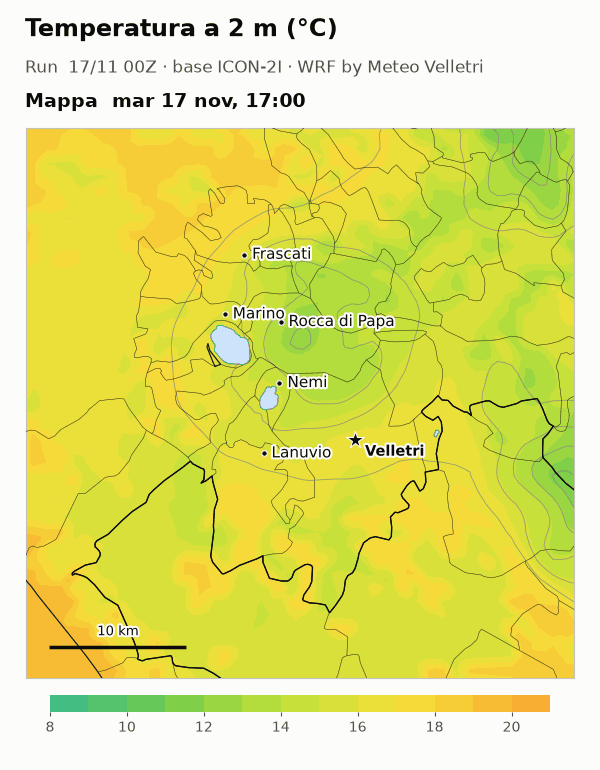 Temperatura a 2 m (°C)
Run  17/11 00Z · base ICON-2I · WRF by Meteo Velletri
Mappa  mar 17 nov, 17:00
Frascati
Marino
Rocca di Papa
Nemi
Velletri
Lanuvio
10 km
8 10 12 14 16 18 20